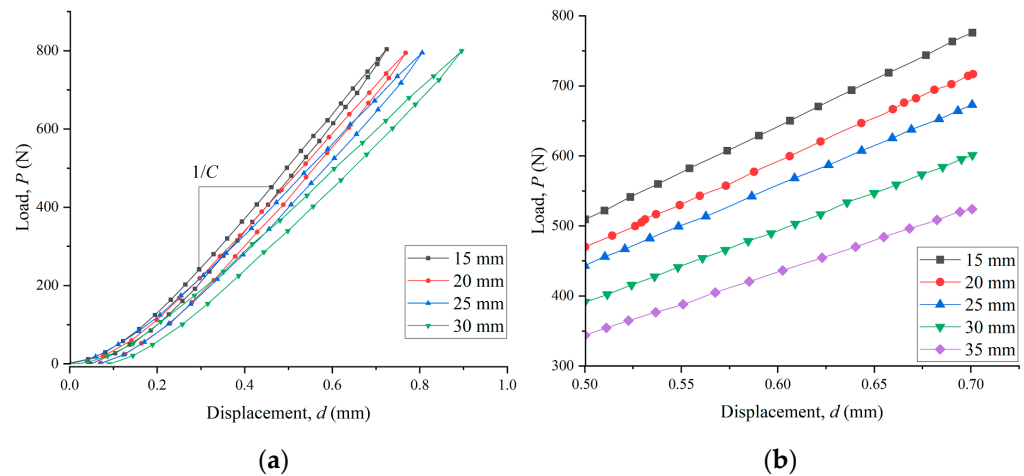 800
600
400
200
0
Load, P (N)
1/C
15 mm
20 mm
25 mm
30 mm
0.0 0.2 0.4 0.6 0.8 1.0
Displacement, d (mm)
(a)
800
700
600
500
400
300
Load, P (N)
15 mm
20 mm
25 mm
30 mm
35 mm
0.50 0.55 0.60 0.65 0.70
Displacement, d (mm)
(b)